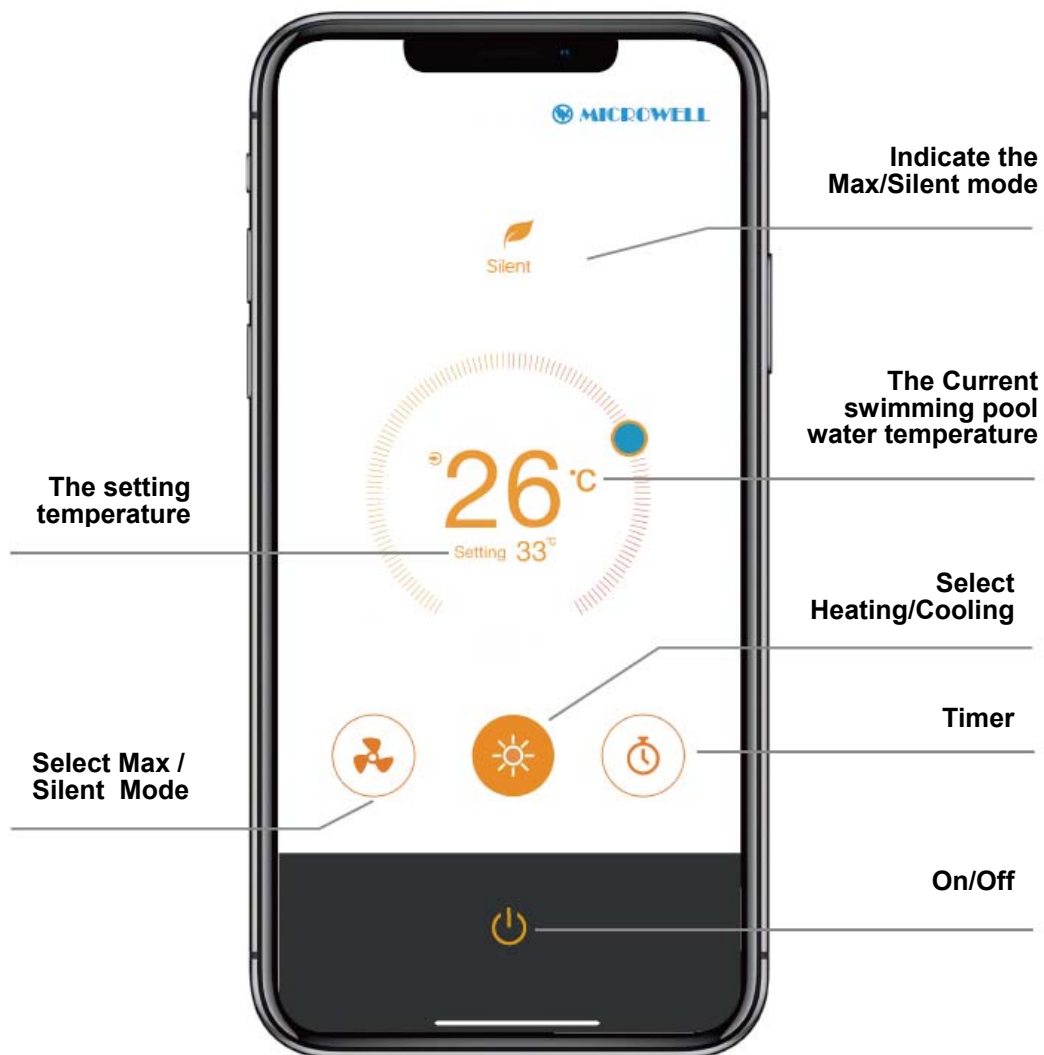 MICROWELL
Indicate the
Max/Silent mode
Silent
The Current
swimming pool
water temperature
26 °C
The setting
temperature
Setting 33°C
Select
Heating/Cooling
Timer
Select Max /
Silent Mode
On/Off